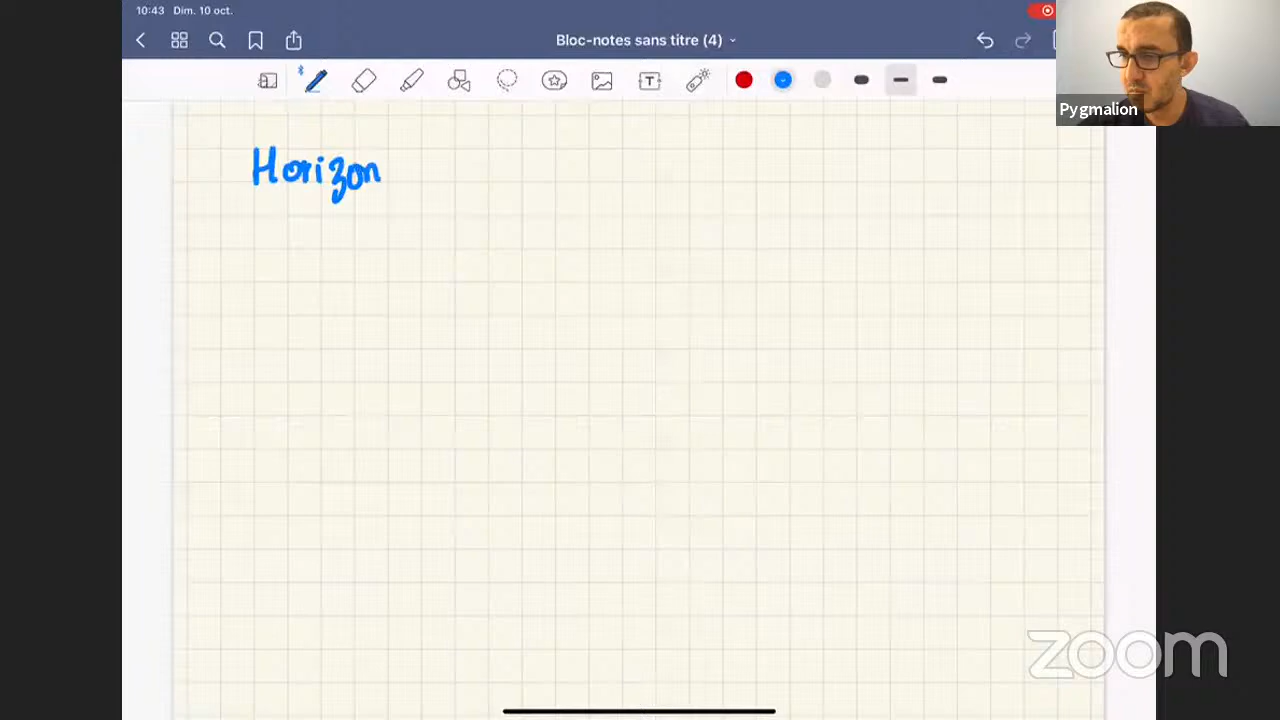 10:43 Dim. 10 oct.
Bloc-notes sans titre (4)
T
Pygmalion
Horizon
zoom